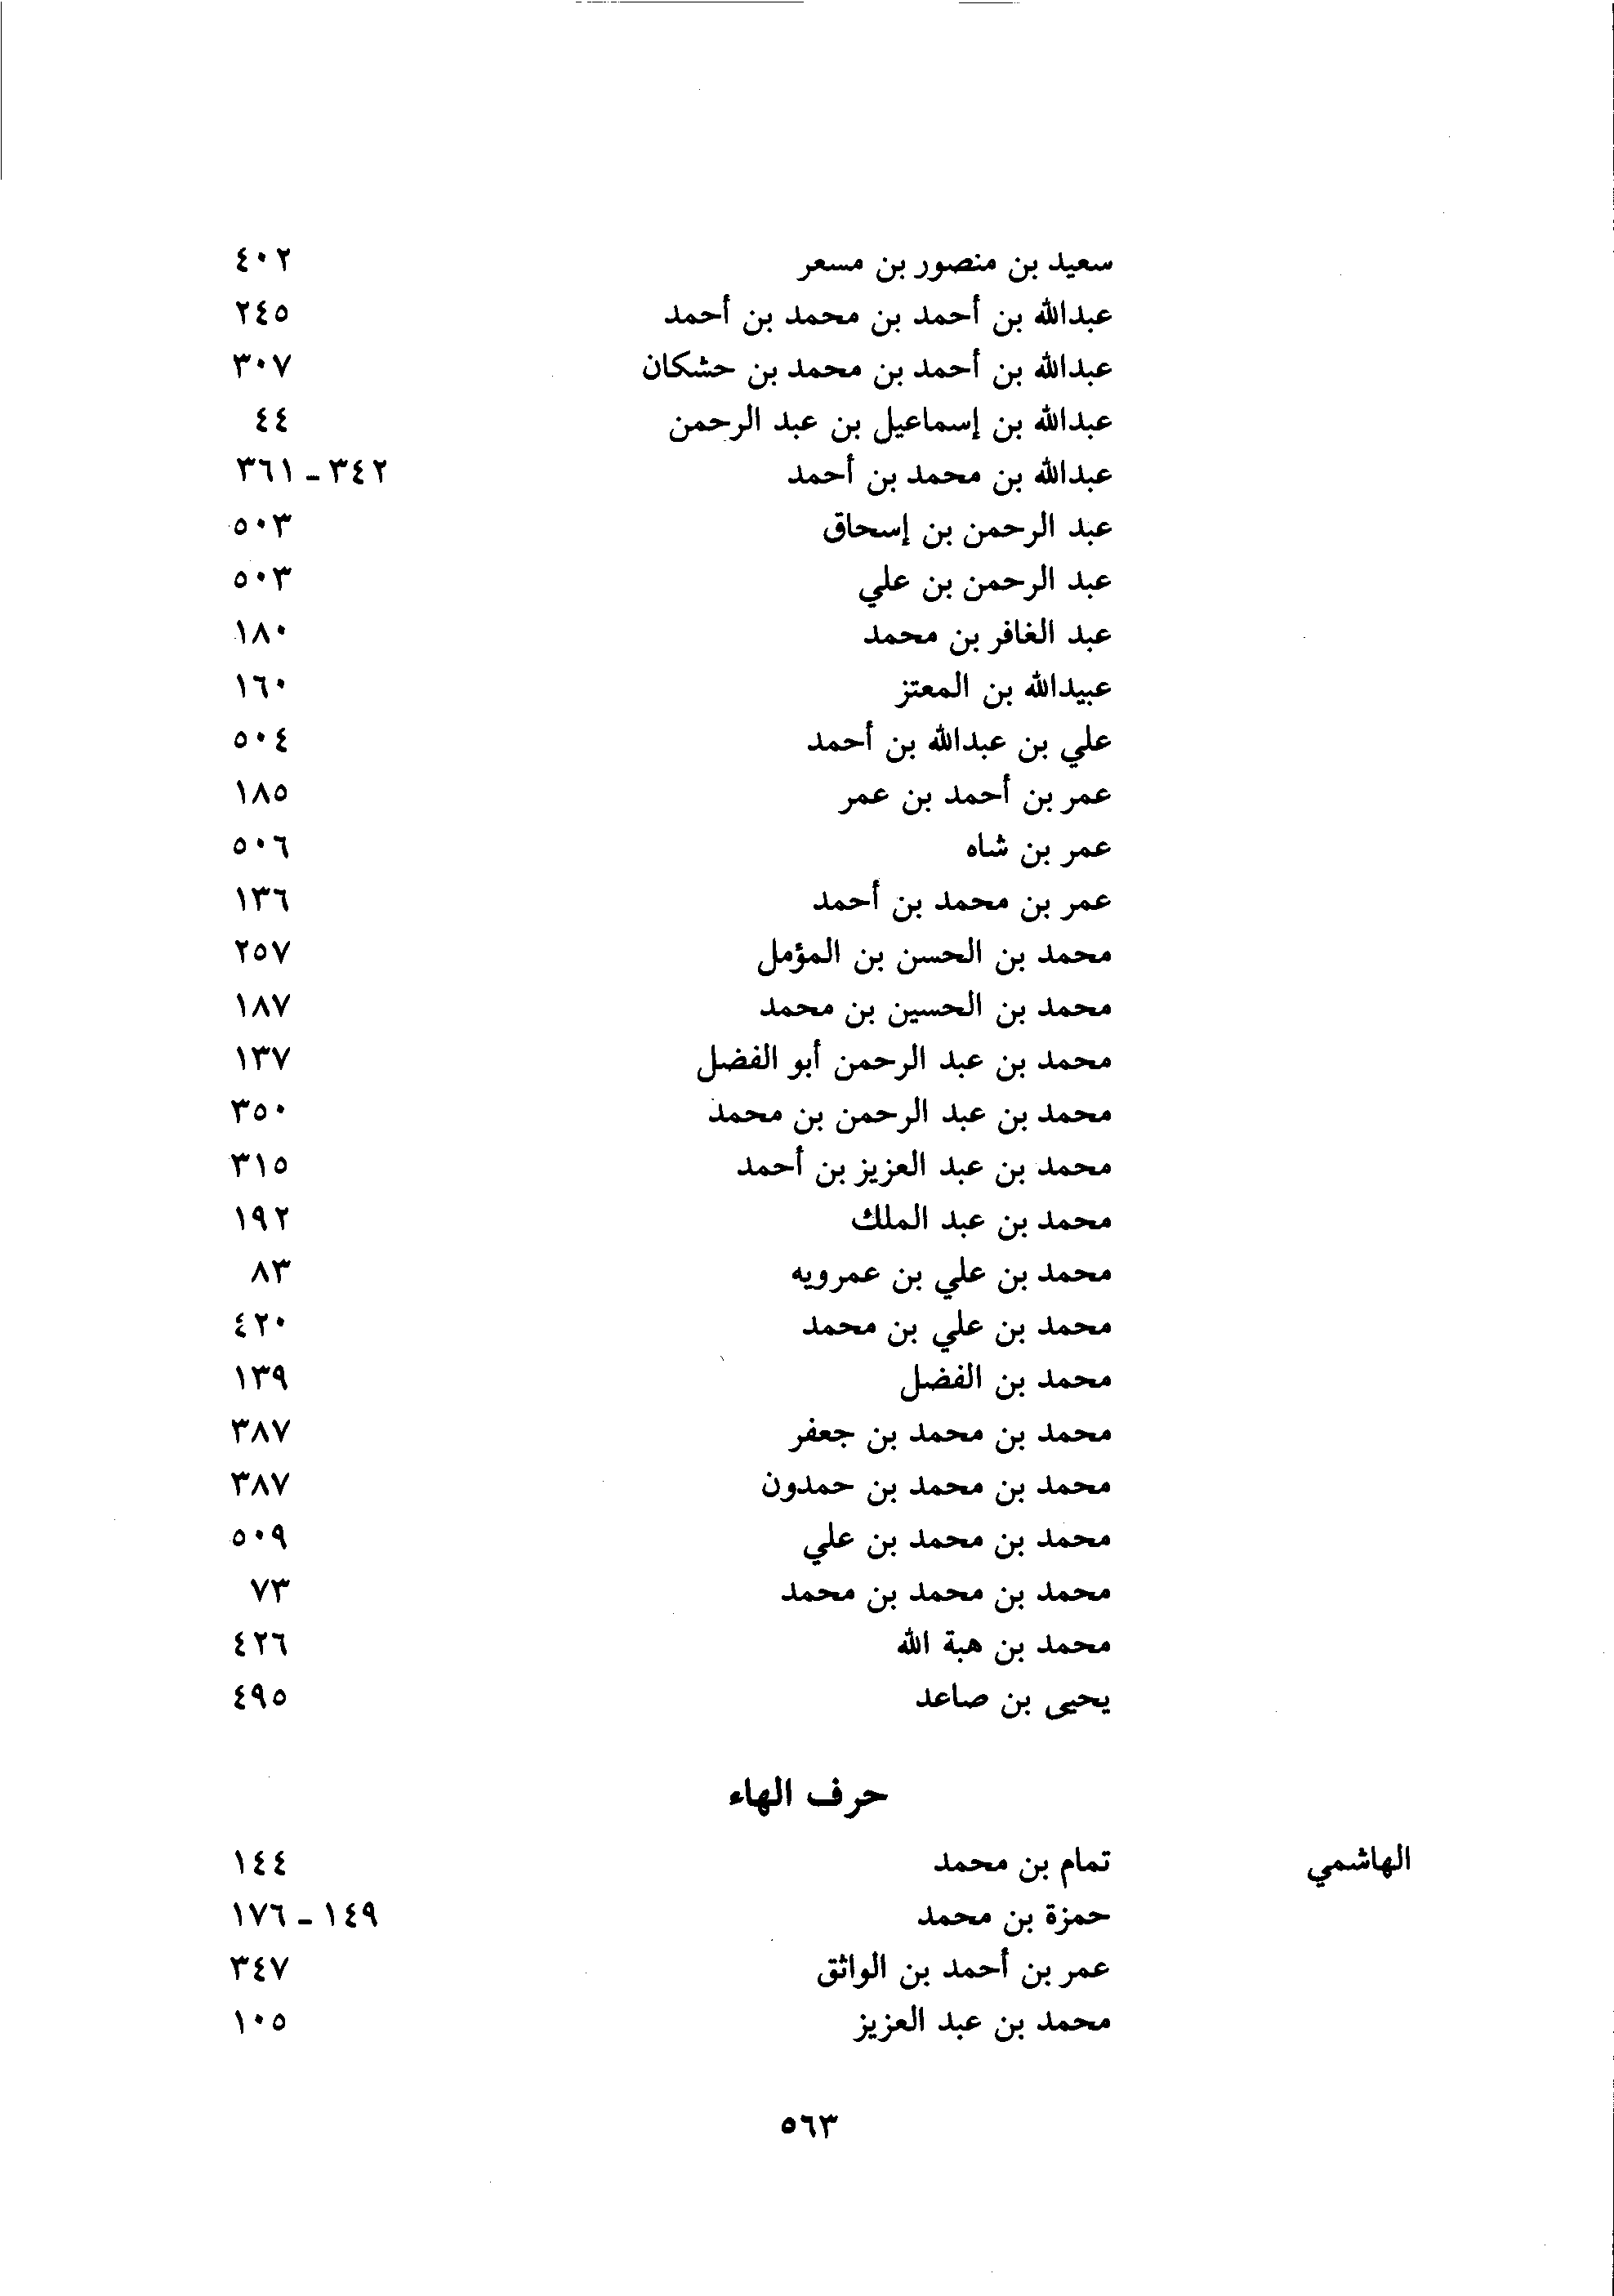 سعيد بن منصور بن مسعر ٤٠٢
عبدالله بن أحمد بن محمد بن أحمد ٢٤٥
عبدالله بن أحمد بن محمد بن حشكان ٣٠٧
عبدالله بن إسماعيل بن عبد الرحمن ٤٤
عبدالله بن محمد بن أحمد ٣٤٢ - ٣٦١
عبد الرحمن بن إسحاق ٥٠٣
عبد الرحمن بن علي ٥٠٣
عبد الغافر بن محمد ١٨٠
عبيدالله بن المعتز ١٦٠
علي بن عبدالله بن أحمد ٥٠٤
عمر بن أحمد بن عمر ١٨٥
عمر بن شاه ٥٠٦
عمر بن محمد بن أحمد ١٣٦
محمد بن الحسن بن المؤمل ٢٥٧
محمد بن الحسين بن محمد ١٨٧
محمد بن عبد الرحمن أبو الفضل ١٣٧
محمد بن عبد الرحمن بن محمد ٣٥٠
محمد بن عبد العزيز بن أحمد ٣١٥
محمد بن عبد الملك ١٩٢
محمد بن علي بن عمرويه ٨٣
محمد بن علي بن محمد ٤٢٠
محمد بن الفضل ١٣٩
محمد بن محمد بن جعفر ٣٨٧
محمد بن محمد بن حمدون ٣٨٧
محمد بن محمد بن علي ٥٠٩
محمد بن محمد بن محمد ٧٣
محمد بن هبة الله ٤٢٦
يحيى بن صاعد ٤٩٥
حرف الهاء
الهاشمي تمام بن محمد ١٤٤
حمزة بن محمد ١٤٩ - ١٧٦
عمر بن أحمد بن الواثق ٣٤٧
محمد بن عبد العزيز ١٠٥
٥٦٣